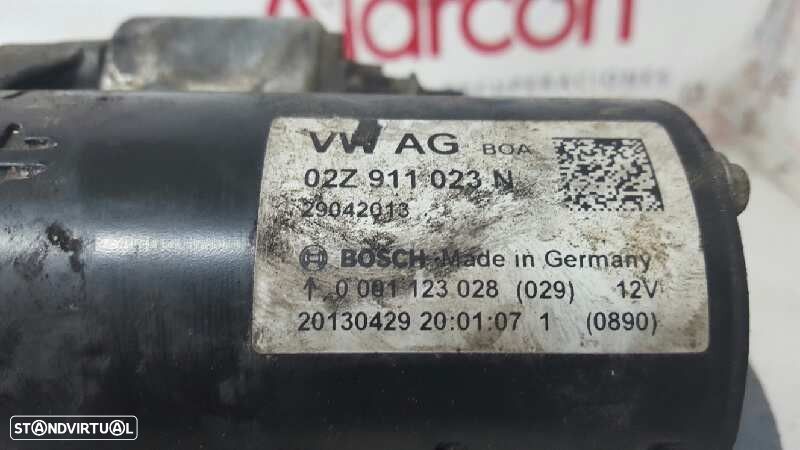 arcon
VW AG BOA
02Z 911 023 N
29042013
BOSCH Made in Germany
↑ 0 001 123 028 (029) 12V
20130429 20:01:07 1 (0890)
STANDVIRTUAL